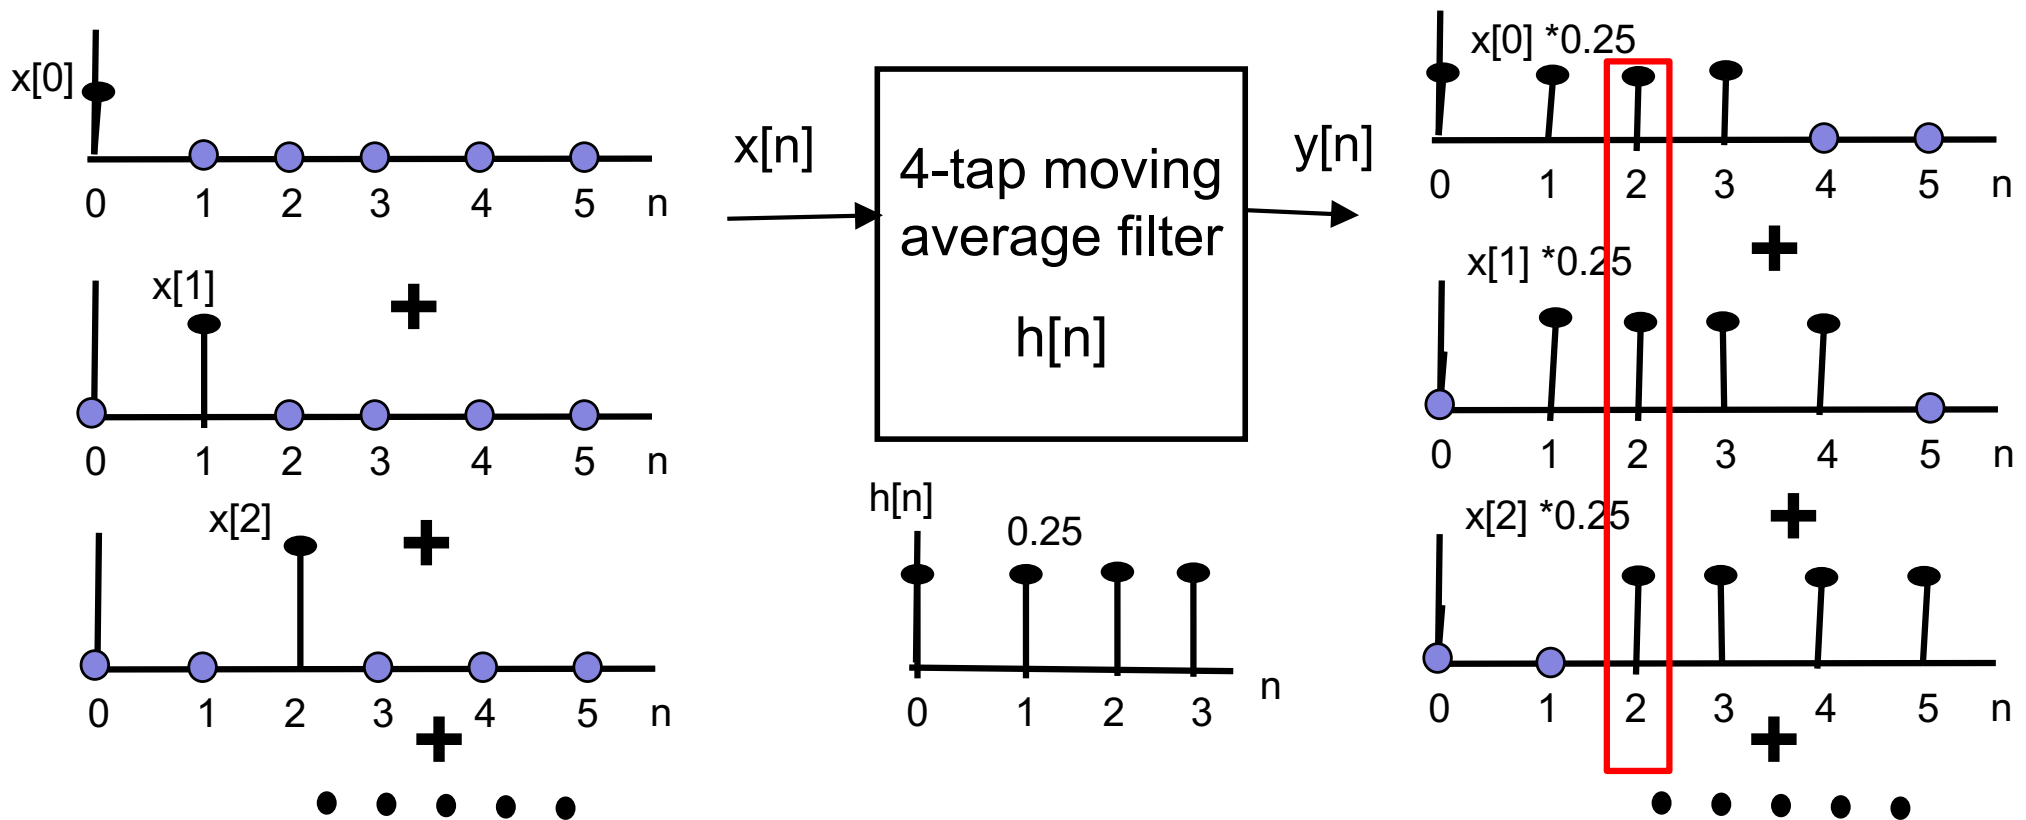 x[0]
0 1 2 3 4 5 n
x[1]
0 1 2 3 4 5 n
x[2]
0 1 2 3 4 5 n
x[n]
4-tap moving
average filter
h[n]
y[n]
h[n]
0.25
n
0 1 2 3
x[0] *0.25
0 1 2 3 4 5 n
+
x[1] *0.25
0 1 2 3 4 5 n
+
x[2] *0.25
0 1 2 3 4 5 n
+